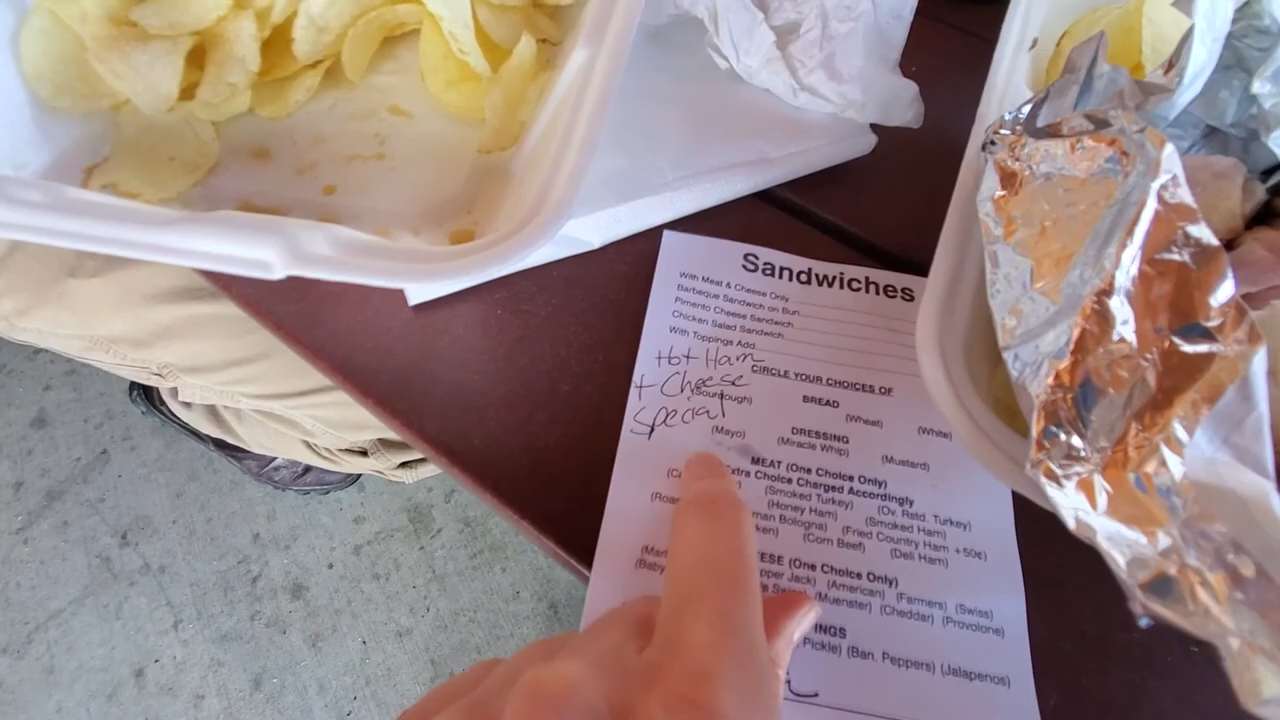 Sandwiches
With Meat & Cheese Only
Barbeque Sandwich on Bun
Pimento Cheese Sandwich
Chicken Salad Sandwich
With Toppings Add
Ham
CIRCLE YOUR CHOICES OF
+ Cheese
(Sourdough) BREAD (Wheat) (White)
Special
(Mayo) DRESSING (Miracle Whip) (Mustard)
MEAT (One Choice Only)
Extra Choice Charged Accordingly
(Smoked Turkey) (Ov. Rstd. Turkey)
(Honey Ham) (Smoked Ham)
Bologna) (Fried Country Ham +50¢)
(Corn Beef) (Deli Ham)
(One Choice Only)
Jack) (American) (Farmers) (Swiss)
(Muenster) (Cheddar) (Provolone)
Pickle) (Ban. Peppers) (Jalapenos)